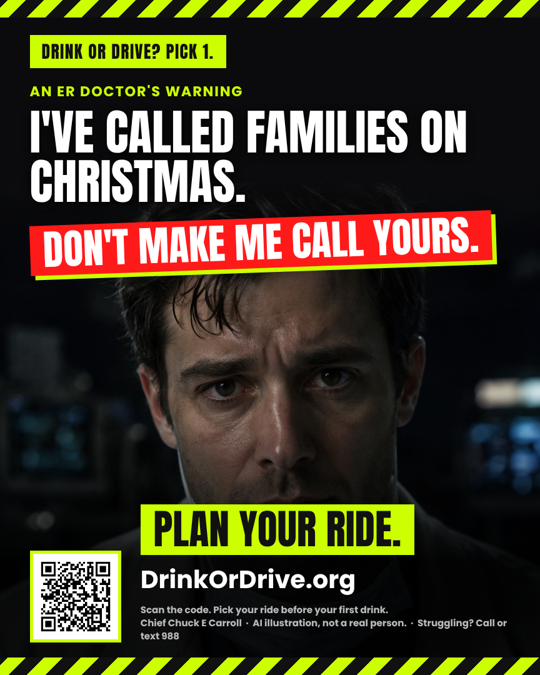 DRINK OR DRIVE? PICK 1.
AN ER DOCTOR'S WARNING
I'VE CALLED FAMILIES ON
CHRISTMAS.
DON'T MAKE ME CALL YOURS.
PLAN YOUR RIDE.
DrinkOrDrive.org
Scan the code. Pick your ride before your first drink.
Chief Chuck E Carroll · AI illustration, not a real person. · Struggling? Call or
text 988